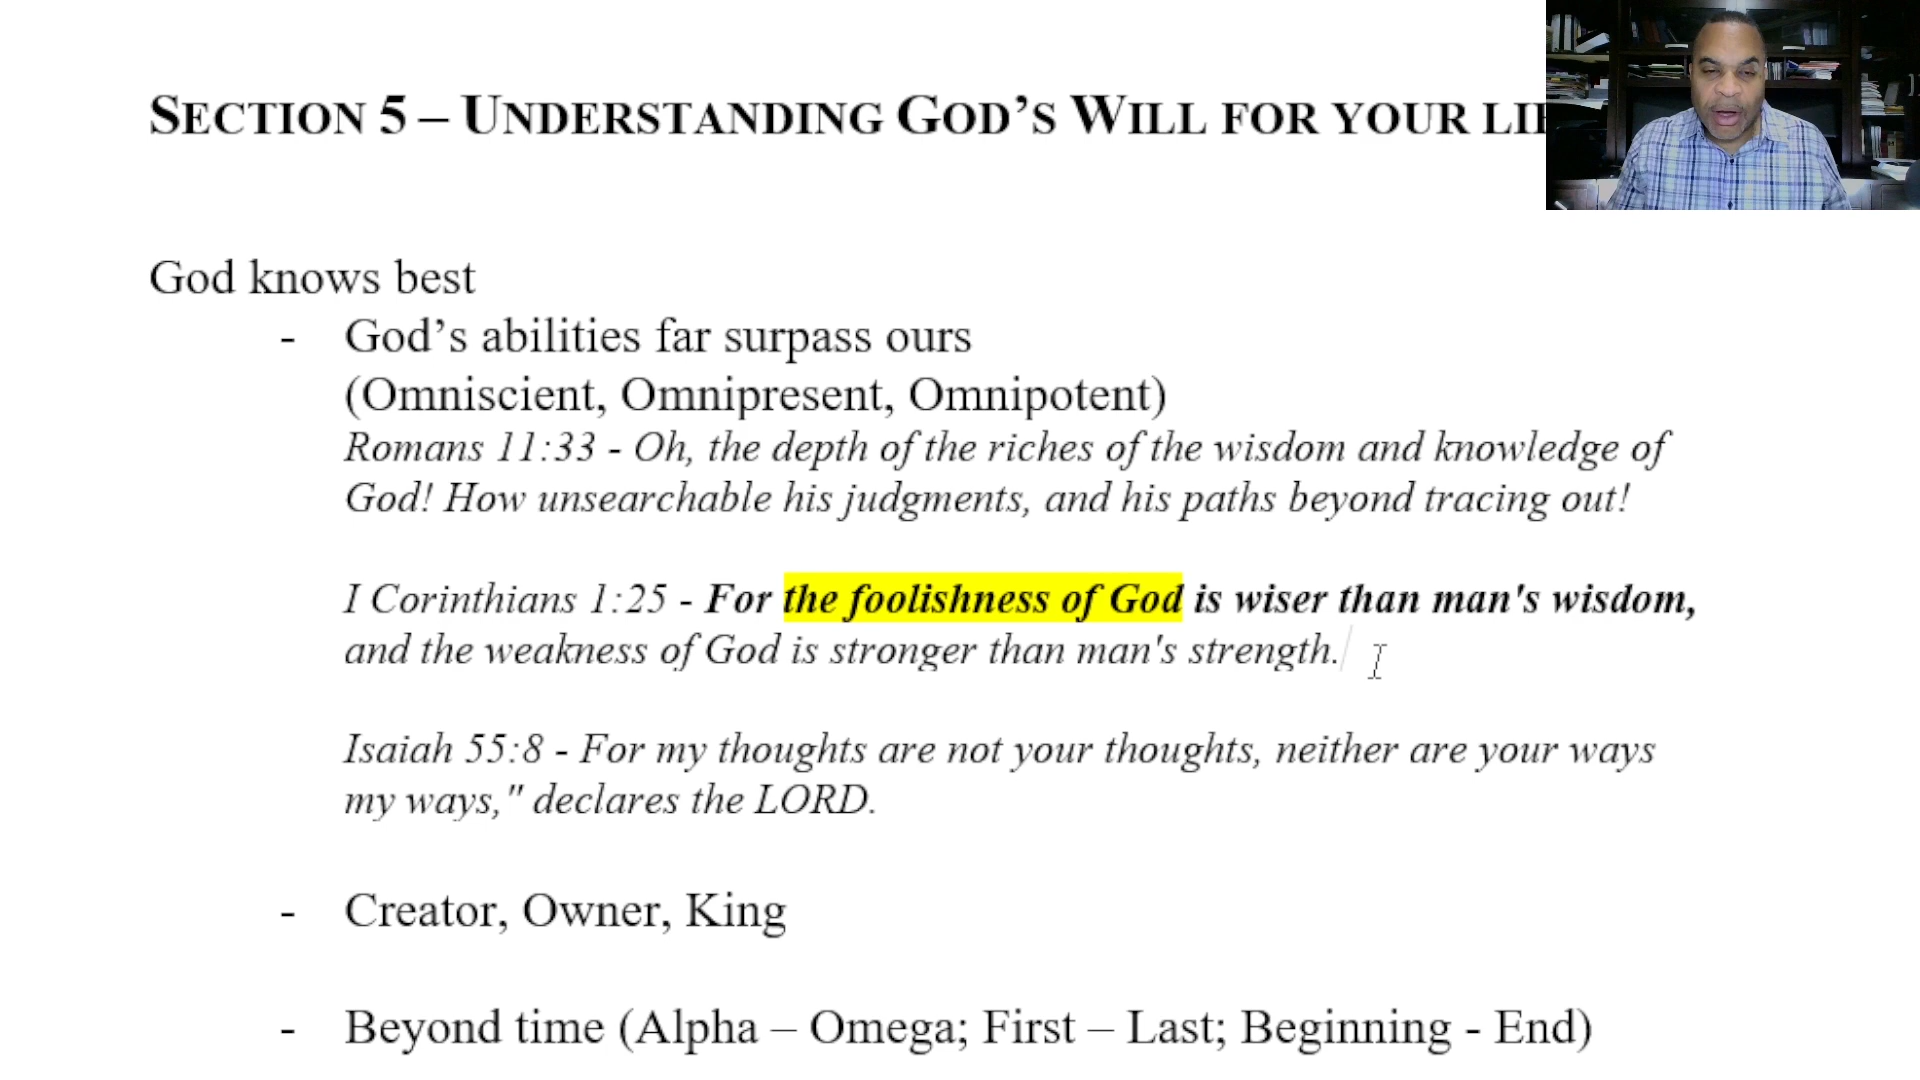 SECTION 5 – UNDERSTANDING GOD'S WILL FOR YOUR
God knows best
- God's abilities far surpass ours
(Omniscient, Omnipresent, Omnipotent)
Romans 11:33 - Oh, the depth of the riches of the wisdom and knowledge of
God! How unsearchable his judgments, and his paths beyond tracing out!
I Corinthians 1:25 - For the foolishness of God is wiser than man's wisdom,
and the weakness of God is stronger than man's strength.
Isaiah 55:8 - For my thoughts are not your thoughts, neither are your ways
my ways," declares the LORD.
- Creator, Owner, King
- Beyond time (Alpha – Omega; First – Last; Beginning - End)